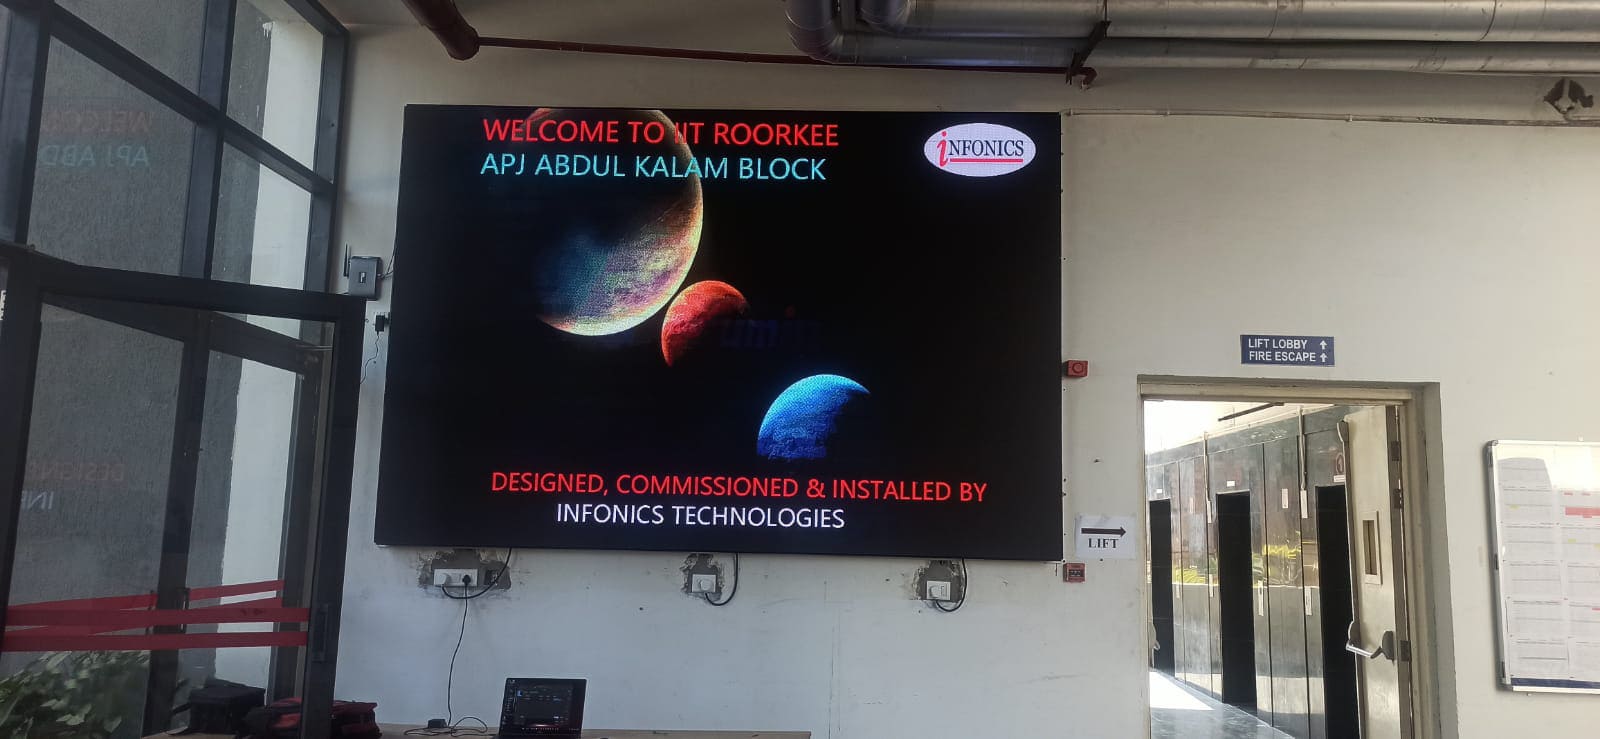 WELCOME TO IIT ROORKEE
APJ ABDUL KALAM BLOCK
iNFONICS
DESIGNED, COMMISSIONED & INSTALLED BY
INFONICS TECHNOLOGIES
LIFT LOBBY ↑
FIRE ESCAPE ↑
LIFT